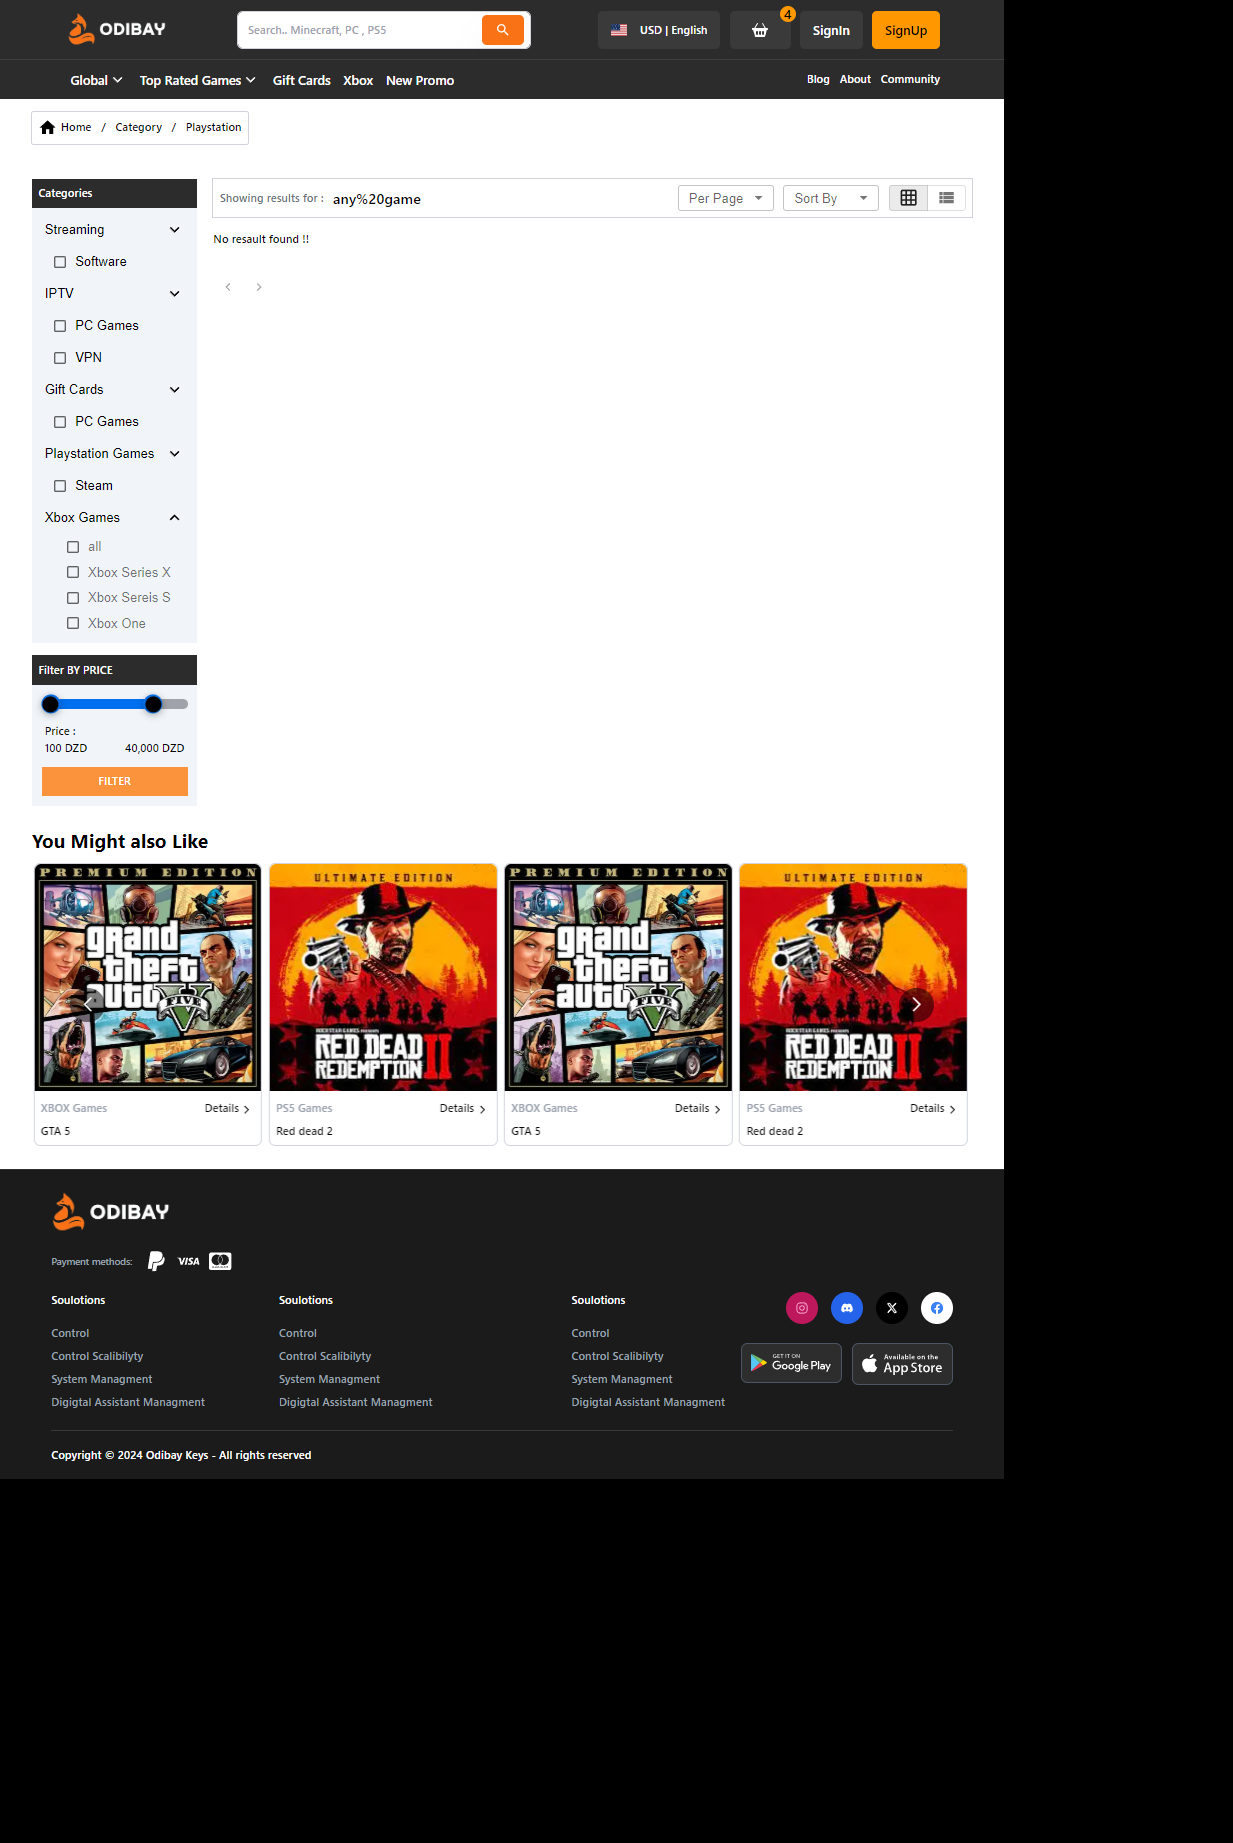 ODIBAY
Search.. Minecraft, PC , PS5
USD | English
4
SignIn
SignUp
Global
Top Rated Games
Gift Cards
Xbox
New Promo
Blog
About
Community
Home / Category / Playstation
Categories
Streaming
Software
IPTV
PC Games
VPN
Gift Cards
PC Games
Playstation Games
Steam
Xbox Games
all
Xbox Series X
Xbox Sereis S
Xbox One
Showing results for : any%20game
Per Page
Sort By
No resault found !!
Filter BY PRICE
Price :
100 DZD
40,000 DZD
FILTER
You Might also Like
PREMIUM EDITION
grand
theft
auto V
FIVE
XBOX Games
Details
GTA 5
ULTIMATE EDITION
ROCKSTAR GAMES PRESENTS
RED DEAD
REDEMPTION II
PS5 Games
Details
Red dead 2
PREMIUM EDITION
grand
theft
auto V
FIVE
XBOX Games
Details
GTA 5
ULTIMATE EDITION
ROCKSTAR GAMES PRESENTS
RED DEAD
REDEMPTION II
PS5 Games
Details
Red dead 2
ODIBAY
Payment methods:
VISA
Soulotions
Control
Control Scalibilyty
System Managment
Digigtal Assistant Managment
Soulotions
Control
Control Scalibilyty
System Managment
Digigtal Assistant Managment
Soulotions
Control
Control Scalibilyty
System Managment
Digigtal Assistant Managment
GET IT ON
Google Play
Available on the
App Store
Copyright © 2024 Odibay Keys - All rights reserved